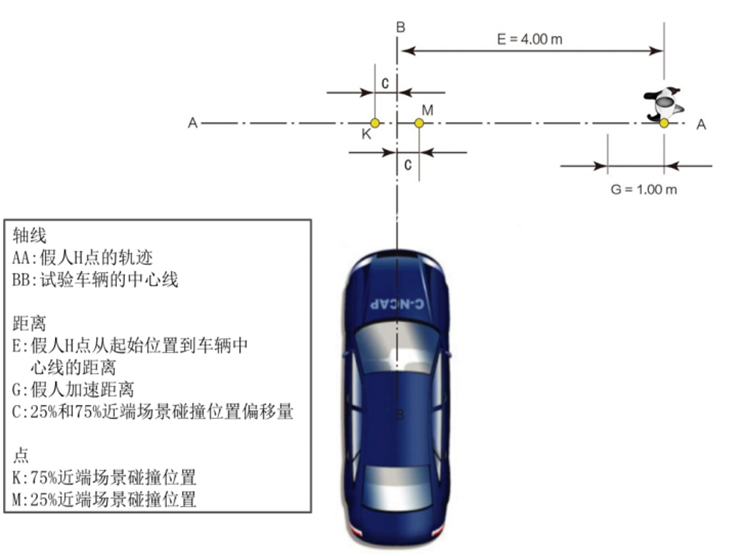 B
E = 4.00 m
C
M
A
K
A
C
G = 1.00 m
轴线
AA:假人H点的轨迹
BB:试验车辆的中心线
距离
E:假人H点从起始位置到车辆中
心线的距离
G:假人加速距离
C:25%和75%近端场景碰撞位置偏移量
点
K:75%近端场景碰撞位置
M:25%近端场景碰撞位置
C-NCAP
B